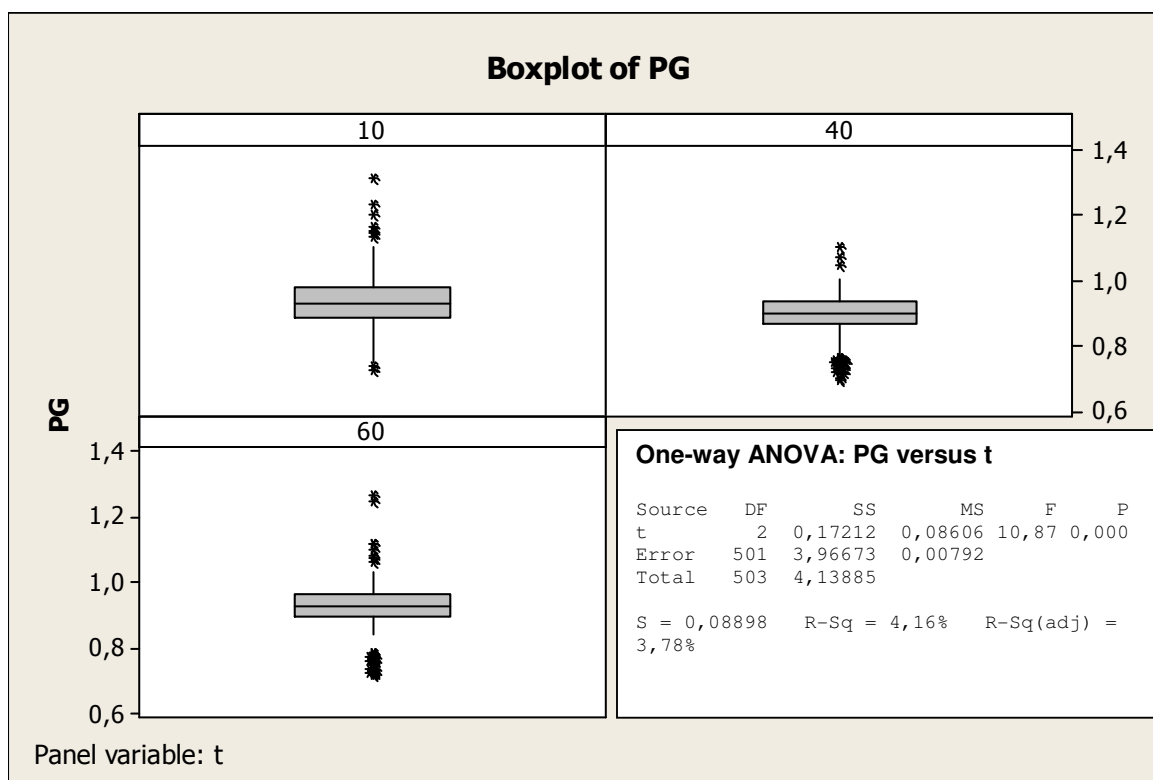 Boxplot of PG
10
40
1,4
1,2
1,0
0,8
0,6
PG
60
1,4
1,2
1,0
0,8
0,6
One-way ANOVA: PG versus t
Source DF SS MS F P
t 2 0,17212 0,08606 10,87 0,000
Error 501 3,96673 0,00792
Total 503 4,13885
S = 0,08898 R-Sq = 4,16% R-Sq(adj) =
3,78%
Panel variable: t